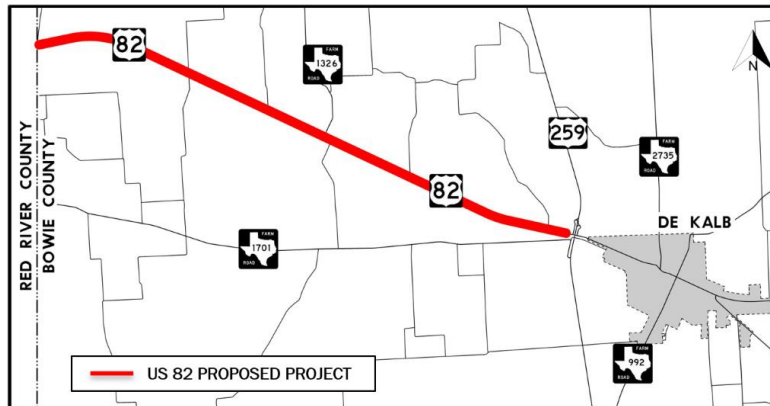 82
FARM
1326
ROAD
N
259
FARM
2735
ROAD
82
RED RIVER COUNTY
BOWIE COUNTY
DE KALB
FARM
1701
ROAD
FARM
992
ROAD
US 82 PROPOSED PROJECT